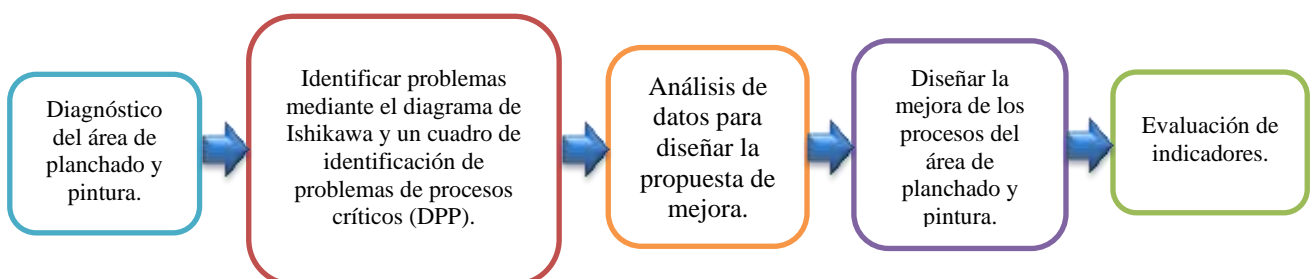 Diagnóstico
del área de
planchado y
pintura.
Identificar problemas
mediante el diagrama de
Ishikawa y un cuadro de
identificación de
problemas de procesos
críticos (DPP).
Análisis de
datos para
diseñar la
propuesta de
mejora.
Diseñar la
mejora de los
procesos del
área de
planchado y
pintura.
Evaluación de
indicadores.